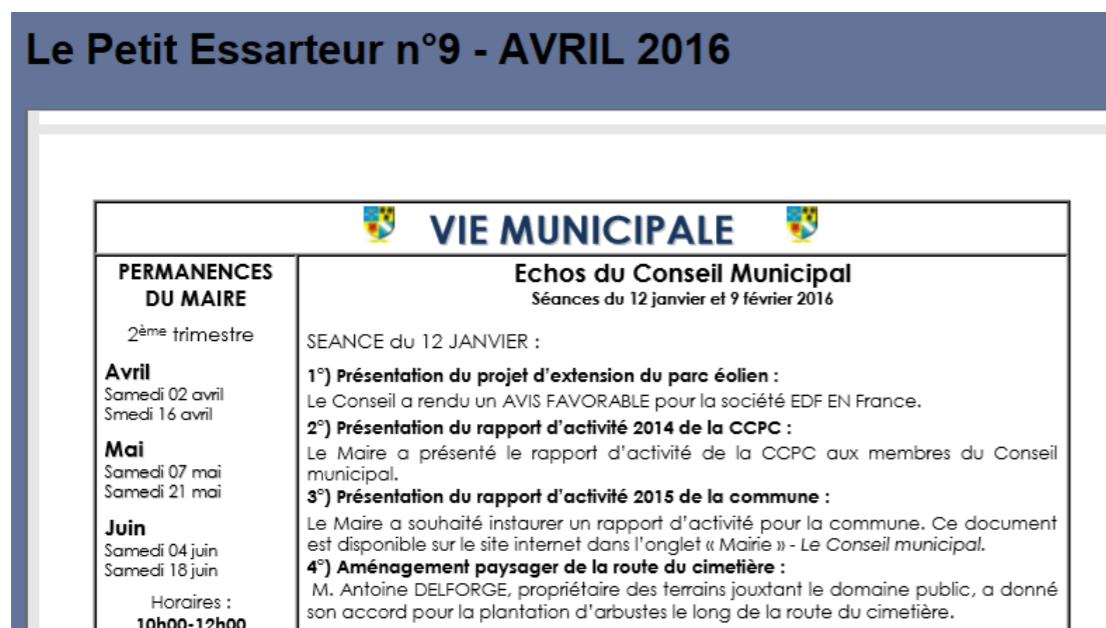 Le Petit Essarteur n°9 - AVRIL 2016
VIE MUNICIPALE
PERMANENCES
DU MAIRE
2ème trimestre
Avril
Samedi 02 avril
Smedi 16 avril
Mai
Samedi 07 mai
Samedi 21 mai
Juin
Samedi 04 juin
Samedi 18 juin
Horaires :
10h00-12h00
Echos du Conseil Municipal
Séances du 12 janvier et 9 février 2016
SEANCE du 12 JANVIER :
1°) Présentation du projet d'extension du parc éolien :
Le Conseil a rendu un AVIS FAVORABLE pour la société EDF EN France.
2°) Présentation du rapport d'activité 2014 de la CCPC :
Le Maire a présenté le rapport d'activité de la CCPC aux membres du Conseil
municipal.
3°) Présentation du rapport d'activité 2015 de la commune :
Le Maire a souhaité instaurer un rapport d'activité pour la commune. Ce document
est disponible sur le site internet dans l'onglet « Mairie » - Le Conseil municipal.
4°) Aménagement paysager de la route du cimetière :
M. Antoine DELFORGE, propriétaire des terrains jouxtant le domaine public, a donné
son accord pour la plantation d'arbustes le long de la route du cimetière.